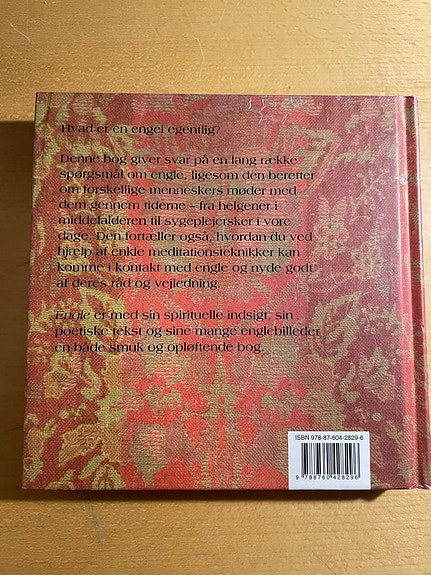 Hvad er en engel egentlig?
Denne bog giver svar på en lang række
spørgsmål om engle, ligesom den beretter
om forskellige menneskers møder med
dem gennem tiderne – fra helgener i
middelalderen til sygeplejersker i vore
dage. Den fortæller også, hvordan du ved
hjælp af enkle meditationsteknikker kan
komme i kontakt med engle og nyde godt
af deres råd og vejledning.
Engle er med sin spirituelle indsigt, sin
poetiske tekst og sine mange englebilleder
en både smuk og opløftende bog.
ISBN 978-87-604-2829-6
9 788760 428296